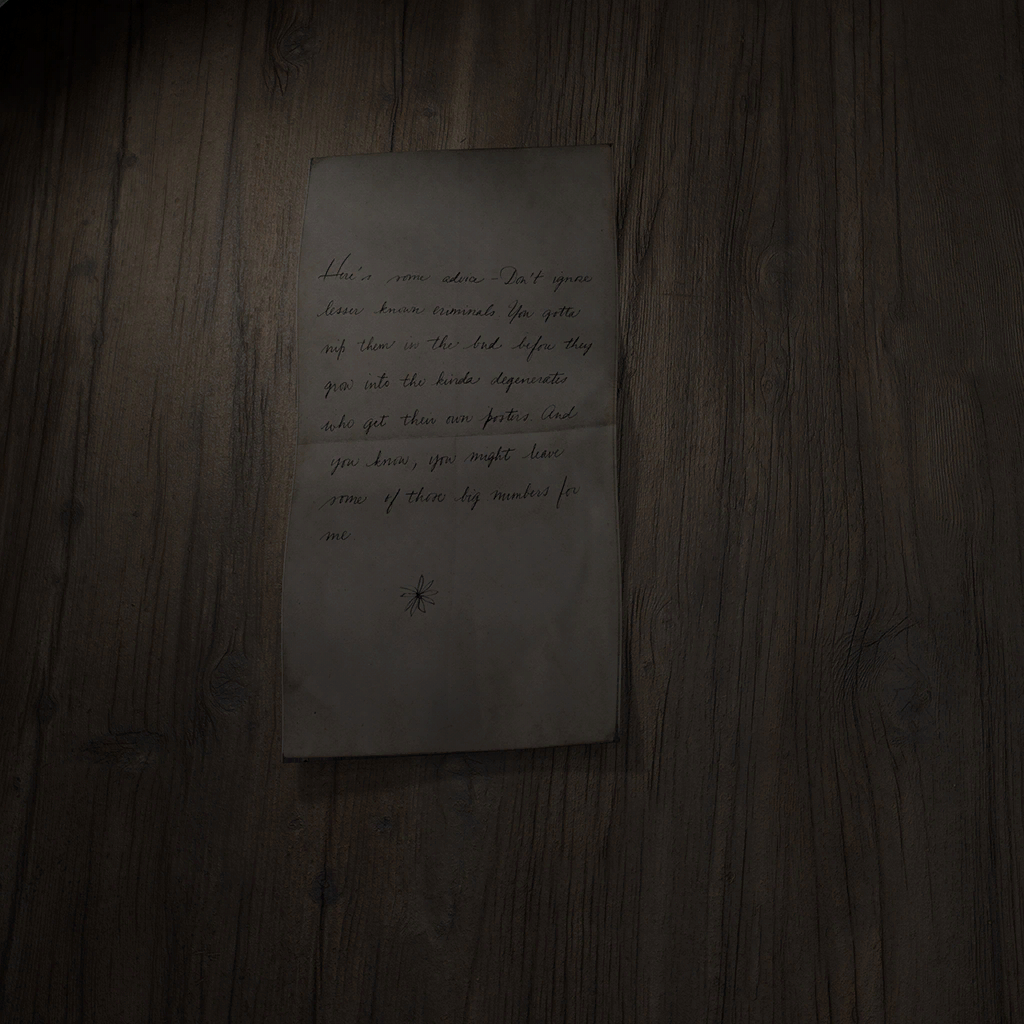 Here's some advice - Don't ignore
lesser known criminals. You gotta
nip them in the bud before they
grow into the kinda degenerates
who get their own posters. And
you know, you might leave
some of those big numbers for
me